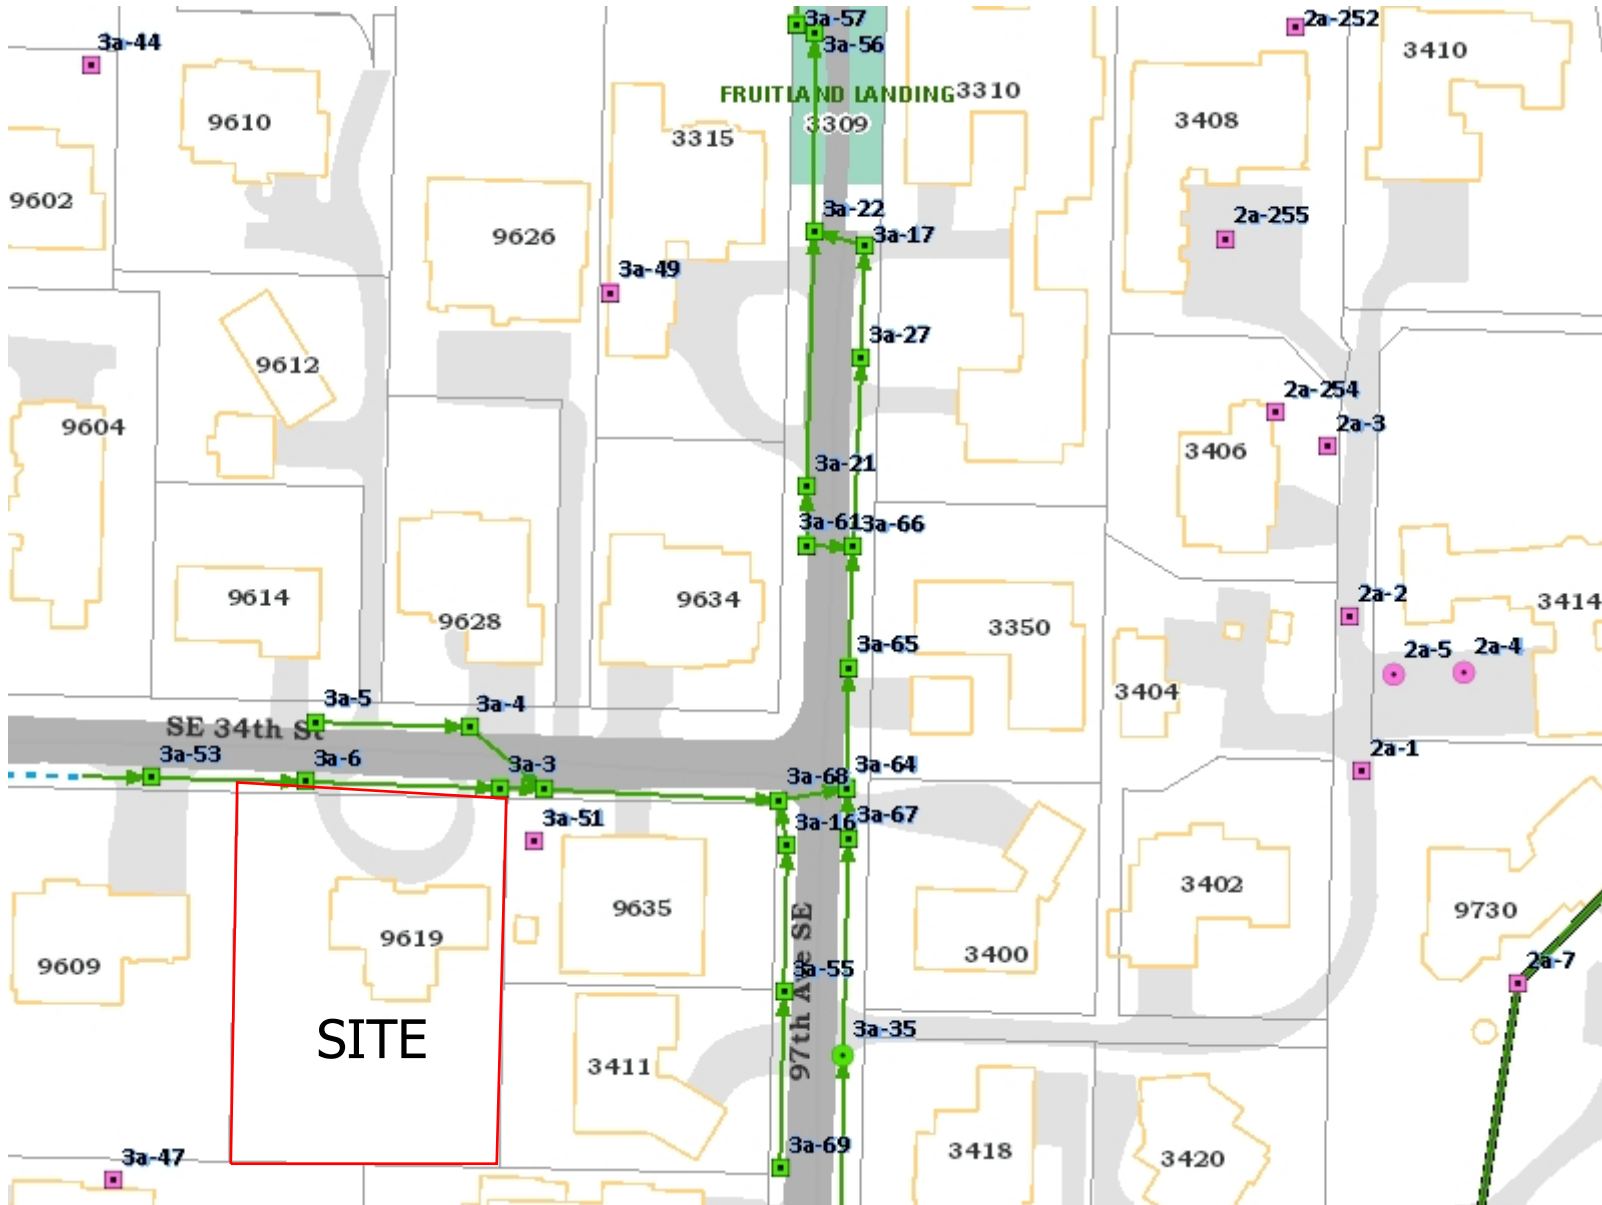 3a-57
2a-252
3a-44
3a-56
3410
FRUITLAND LANDING
3310
9610
3309
3408
3315
9602
3a-22
2a-255
9626
3a-17
3a-49
3a-27
9612
2a-254
9604
2a-3
3406
3a-21
3a-61
3a-66
9614
9634
2a-2
3414
9628
3350
3a-65
2a-5
2a-4
3a-5
3a-4
3404
SE 34th St
3a-53
3a-6
3a-3
3a-68
3a-64
2a-1
3a-51
3a-16
3a-67
3402
9635
9730
9619
97th Ave SE
9609
3400
3a-55
2a-7
SITE
3a-35
3411
3a-69
3418
3a-47
3420